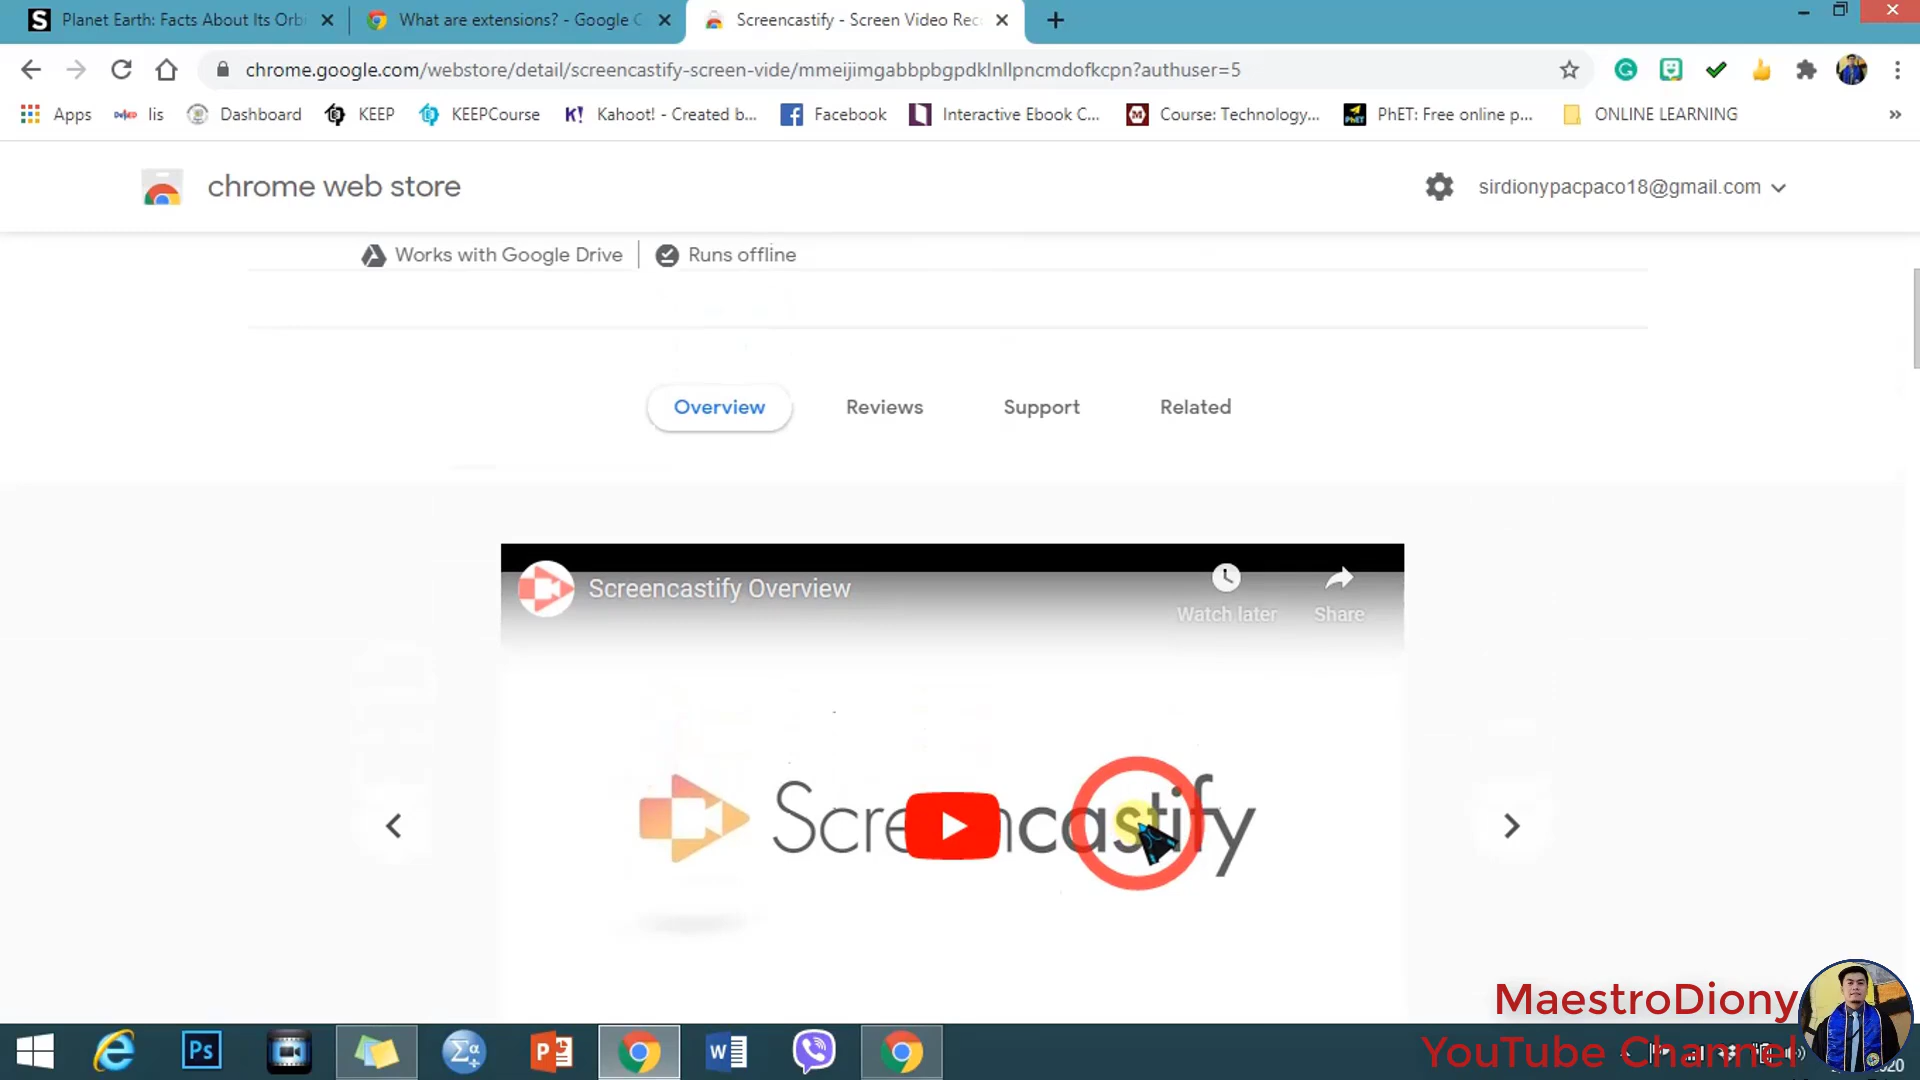 Planet Earth: Facts About Its Orb
What are extensions? - Google C
Screencastify - Screen Video Rec
chrome.google.com/webstore/detail/screencastify-screen-vide/mmeijimgabbpbgpdklnllpncmdofkcpn?authuser=5
Apps
lis
Dashboard
KEEP
KEEPCourse
Kahoot! - Created b...
Facebook
Interactive Ebook C...
Course: Technology...
PhET: Free online p...
ONLINE LEARNING
chrome web store
sirdionypacpaco18@gmail.com
Works with Google Drive
Runs offline
Overview
Reviews
Support
Related
Screencastify Overview
Watch later
Share
Screencastify
MaestroDiony
YouTube Channel